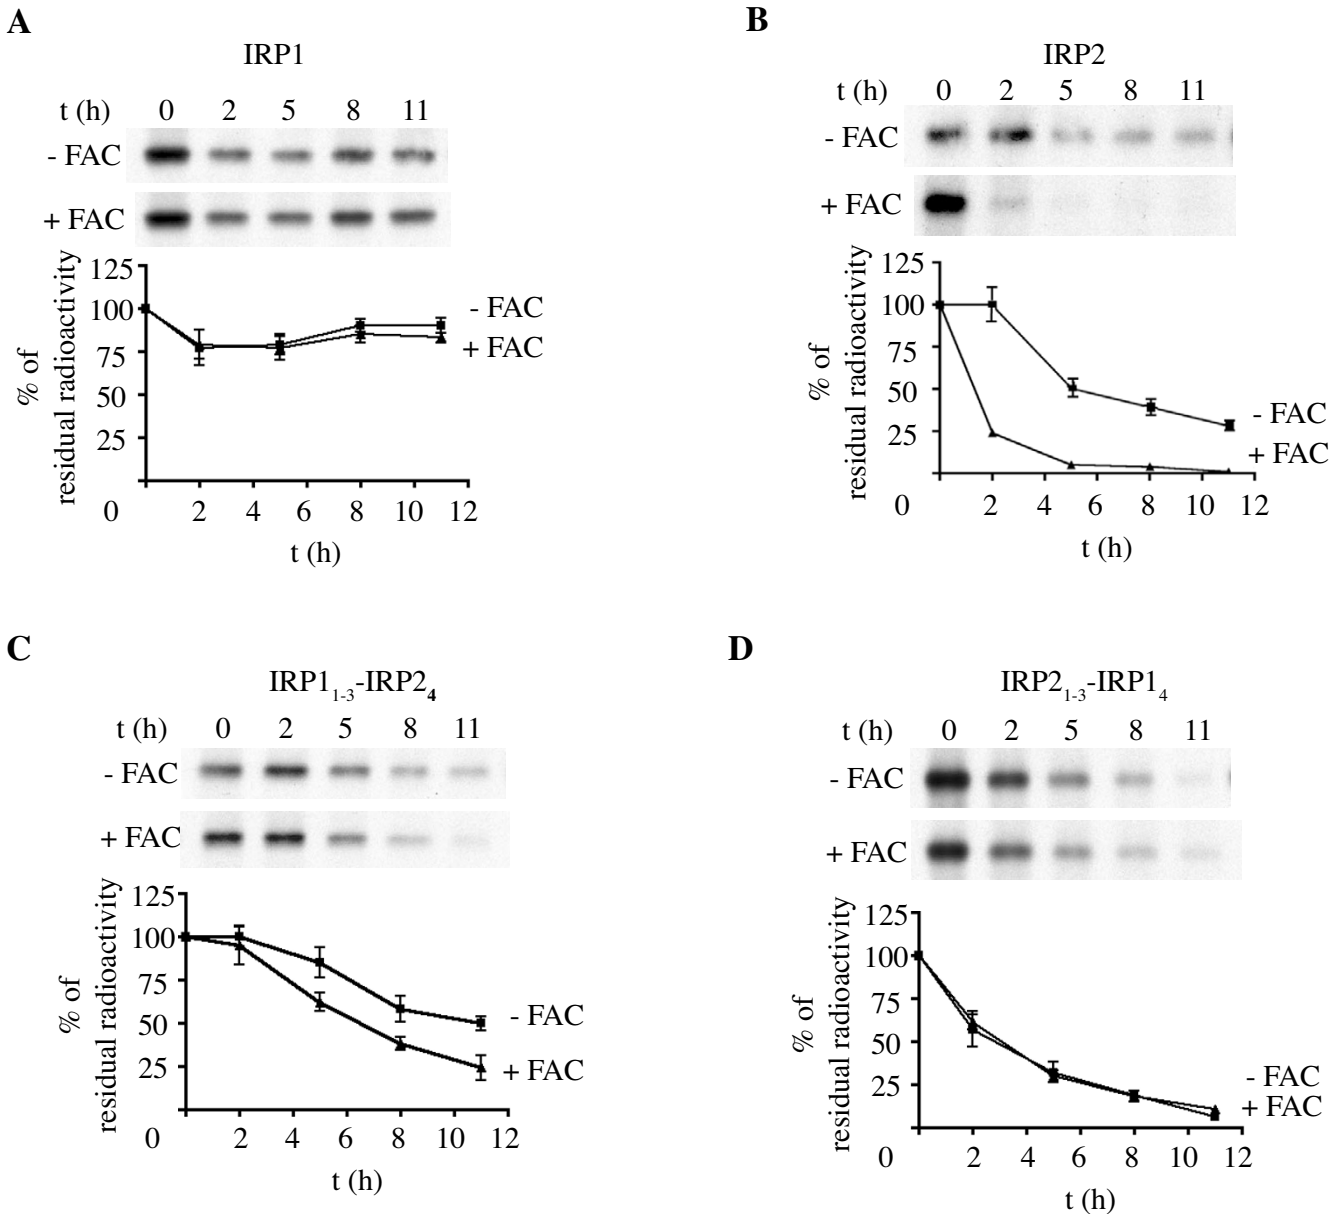 A
IRP1
t (h) 0 2 5 8 11
- FAC
+ FAC
125
100
75
50
25
% of
residual radioactivity
- FAC
+ FAC
0 2 4 6 8 10 12
t (h)
B
IRP2
t (h) 0 2 5 8 11
- FAC
+ FAC
125
100
75
50
25
% of
residual radioactivity
- FAC
+ FAC
0 2 4 6 8 10 12
t (h)
C
IRP1₁₋₃-IRP2₄
t (h) 0 2 5 8 11
- FAC
+ FAC
125
100
75
50
25
% of
residual radioactivity
- FAC
+ FAC
0 2 4 6 8 10 12
t (h)
D
IRP2₁₋₃-IRP1₄
t (h) 0 2 5 8 11
- FAC
+ FAC
125
100
75
50
25
% of
residual radioactivity
- FAC
+ FAC
0 2 4 6 8 10 12
t (h)